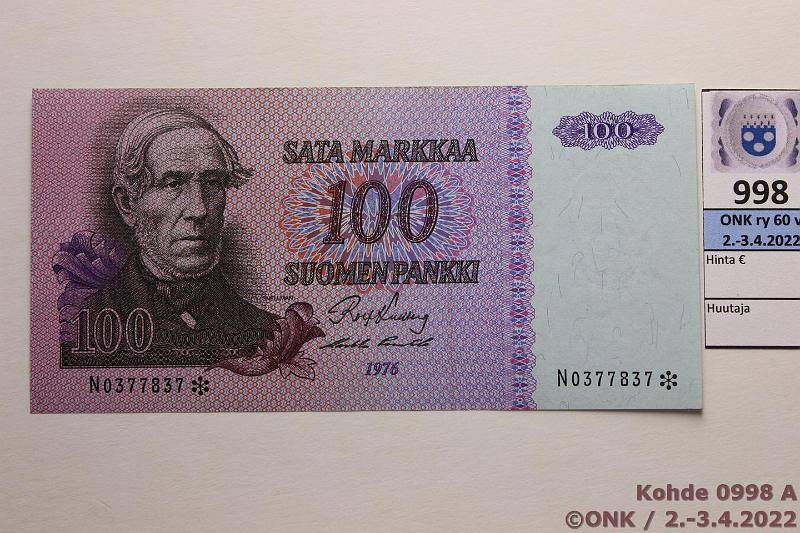 SATA MARKKAA
100
SUOMEN PANKKI
100
1976
N0377837*
100
N0377837*
998
ONK ry 60 v
2.-3.4.2022
Hinta €
Huutaja
Kohde 0998 A
©ONK / 2.-3.4.2022